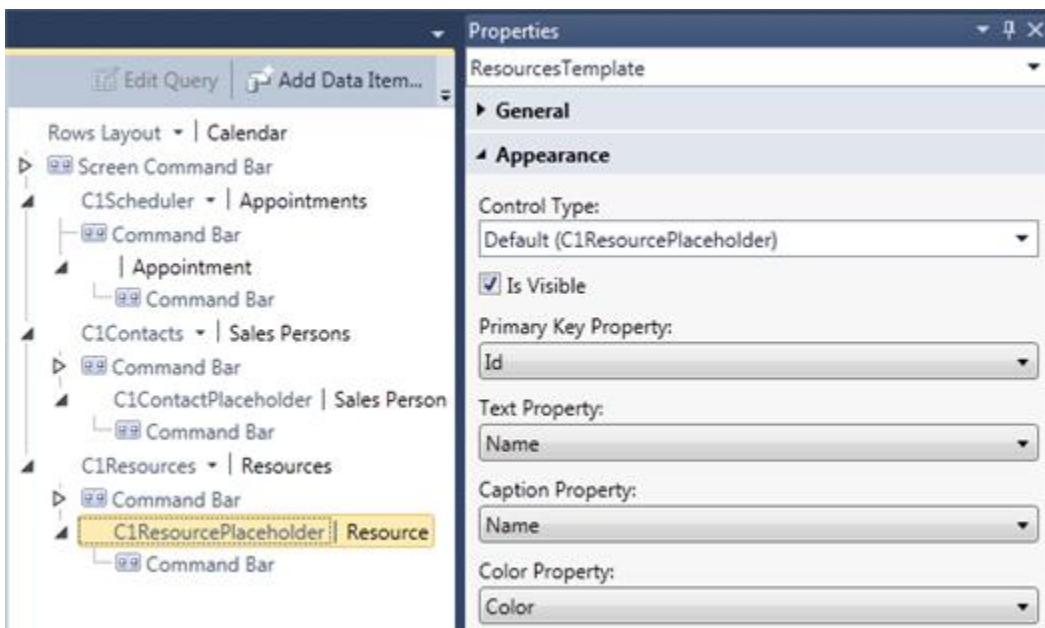 Edit Query | Add Data Item...
Rows Layout | Calendar
Screen Command Bar
C1Scheduler | Appointments
Command Bar
| Appointment
Command Bar
C1Contacts | Sales Persons
Command Bar
C1ContactPlaceholder | Sales Person
Command Bar
C1Resources | Resources
Command Bar
C1ResourcePlaceholder | Resource
Command Bar
Properties
ResourcesTemplate
General
Appearance
Control Type:
Default (C1ResourcePlaceholder)
Is Visible
Primary Key Property:
Id
Text Property:
Name
Caption Property:
Name
Color Property:
Color